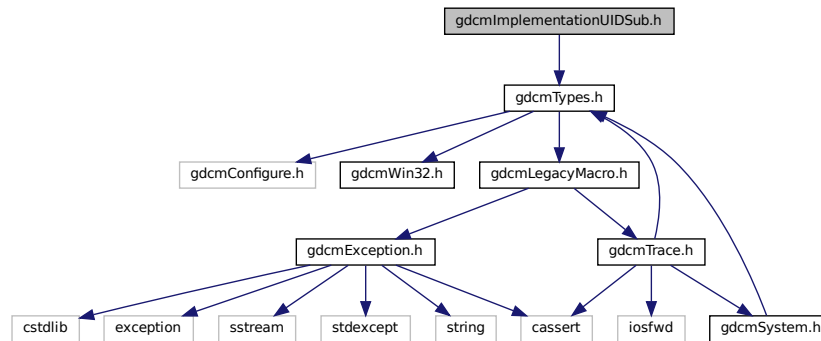 gdcmImplementationUIDSub.h
gdcmTypes.h
gdcmConfigure.h
gdcmWin32.h
gdcmLegacyMacro.h
gdcmException.h
gdcmTrace.h
cstdlib
exception
sstream
stdexcept
string
cassert
iosfwd
gdcmSystem.h